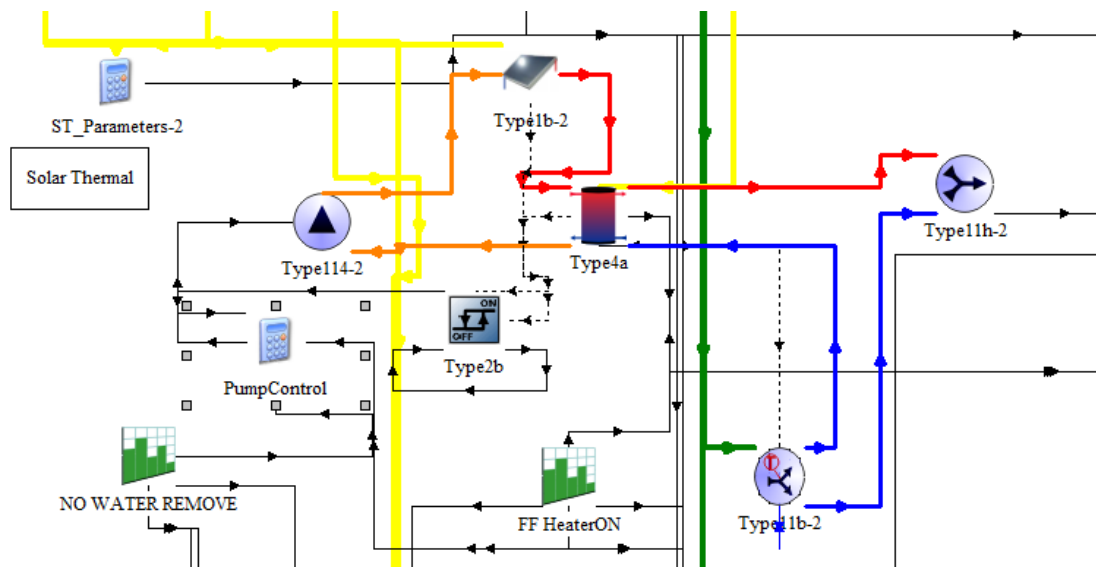 Type1b-2
ST_Parameters-2
Solar Thermal
Type11h-2
Type114-2
Type4a
ON
OFF
Type2b
PumpControl
T
NO WATER REMOVE
FF HeaterON
Type11b-2